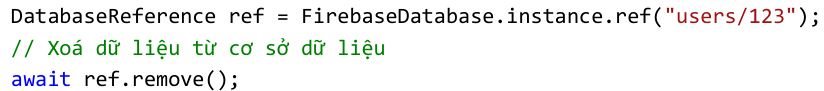 DatabaseReference ref = FirebaseDatabase.instance.ref("users/123");
// Xoá dữ liệu từ cơ sở dữ liệu
await ref.remove();